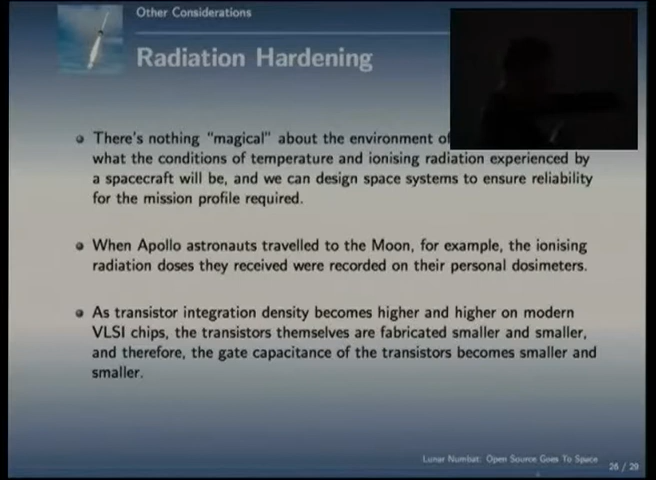 Other Considerations
Radiation Hardening
There's nothing "magical" about the environment of
what the conditions of temperature and ionising radiation experienced by
a spacecraft will be, and we can design space systems to ensure reliability
for the mission profile required.
When Apollo astronauts travelled to the Moon, for example, the ionising
radiation doses they received were recorded on their personal dosimeters.
As transistor integration density becomes higher and higher on modern
VLSI chips, the transistors themselves are fabricated smaller and smaller,
and therefore, the gate capacitance of the transistors becomes smaller and
smaller.
Lunar Numbat: Open Source Goes To Space
26 / 29